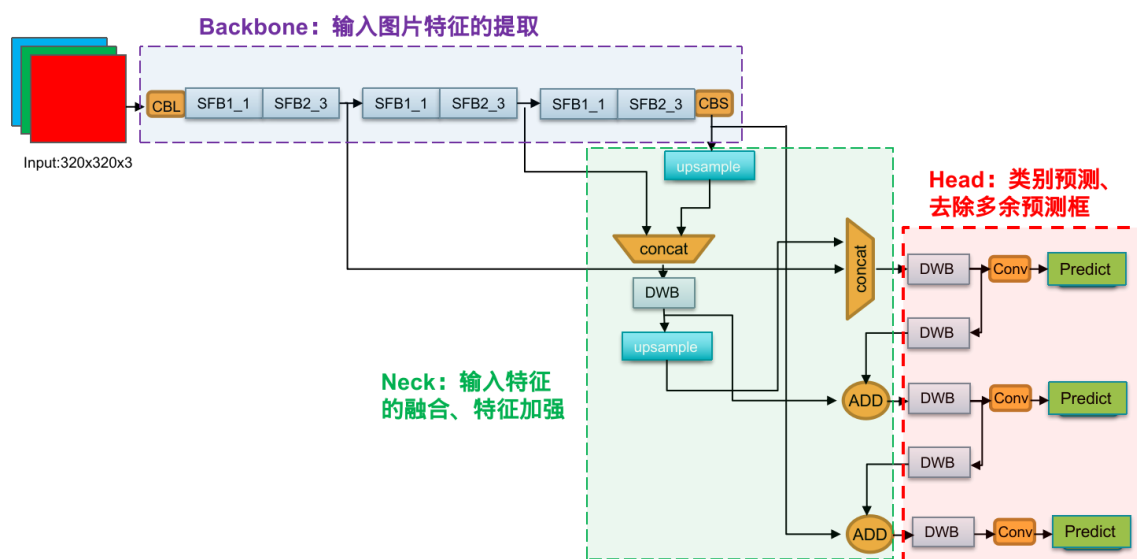 Backbone：输入图片特征的提取
CBL
SFB1_1
SFB2_3
SFB1_1
SFB2_3
SFB1_1
SFB2_3
CBS
Input:320x320x3
upsample
Head：类别预测、
去除多余预测框
concat
concat
DWB
Conv
Predict
DWB
upsample
DWB
Neck：输入特征
的融合、特征加强
ADD
DWB
Conv
Predict
DWB
ADD
DWB
Conv
Predict